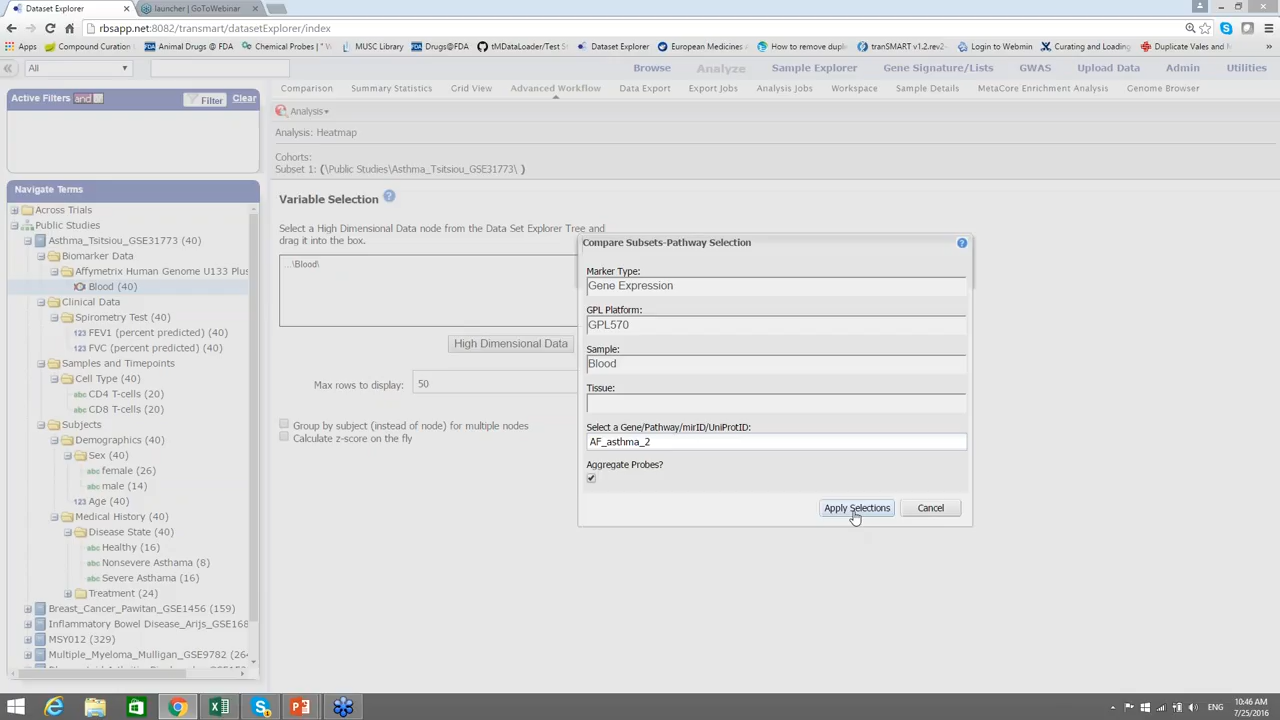 Dataset Explorer
launcher | GoToWebinar
rbsapp.net:8082/transmart/datasetExplorer/index
Apps
Compound Curation
Animal Drugs @ FDA
Chemical Probes | "
MUSC Library
Drugs@FDA
tMDataLoader/Test S
Dataset Explorer
European Medicines
How to remove duple
tranSMART v1.2.rev2
Login to Webmin
Curating and Loading
Duplicate Vales and M
All
Browse
Analyze
Sample Explorer
Gene Signature/Lists
GWAS
Upload Data
Admin
Utilities
Active Filters
and
Filter
Clear
Comparison
Summary Statistics
Grid View
Advanced Workflow
Data Export
Export Jobs
Analysis Jobs
Workspace
Sample Details
MetaCore Enrichment Analysis
Genome Browser
Analysis
Analysis: Heatmap
Cohorts:
Subset 1: (\Public Studies\Asthma_Tsitsiou_GSE31773\ )
Navigate Terms
Across Trials
Public Studies
Asthma_Tsitsiou_GSE31773 (40)
Biomarker Data
Affymetrix Human Genome U133 Plus
Blood (40)
Clinical Data
Spirometry Test (40)
123 FEV1 (percent predicted) (40)
123 FVC (percent predicted) (40)
Samples and Timepoints
Cell Type (40)
abc CD4 T-cells (20)
abc CD8 T-cells (20)
Subjects
Demographics (40)
Sex (40)
abc female (26)
abc male (14)
123 Age (40)
Medical History (40)
Disease State (40)
abc Healthy (16)
abc Nonsevere Asthma (8)
abc Severe Asthma (16)
Treatment (24)
Breast_Cancer_Pawitan_GSE1456 (159)
Inflammatory Bowel Disease_Arijs_GSE168
MSY012 (329)
Multiple_Myeloma_Mulligan_GSE9782 (264
Variable Selection
Select a High Dimensional Data node from the Data Set Explorer Tree and
drag it into the box.
...\Blood\
High Dimensional Data
Max rows to display:
50
Group by subject (instead of node) for multiple nodes
Calculate z-score on the fly
Compare Subsets-Pathway Selection
Marker Type:
Gene Expression
GPL Platform:
GPL570
Sample:
Blood
Tissue:
Select a Gene/Pathway/mirID/UniProtID:
AF_asthma_2
Aggregate Probes?
Apply Selections
Cancel
ENG
10:46 AM
7/25/2016